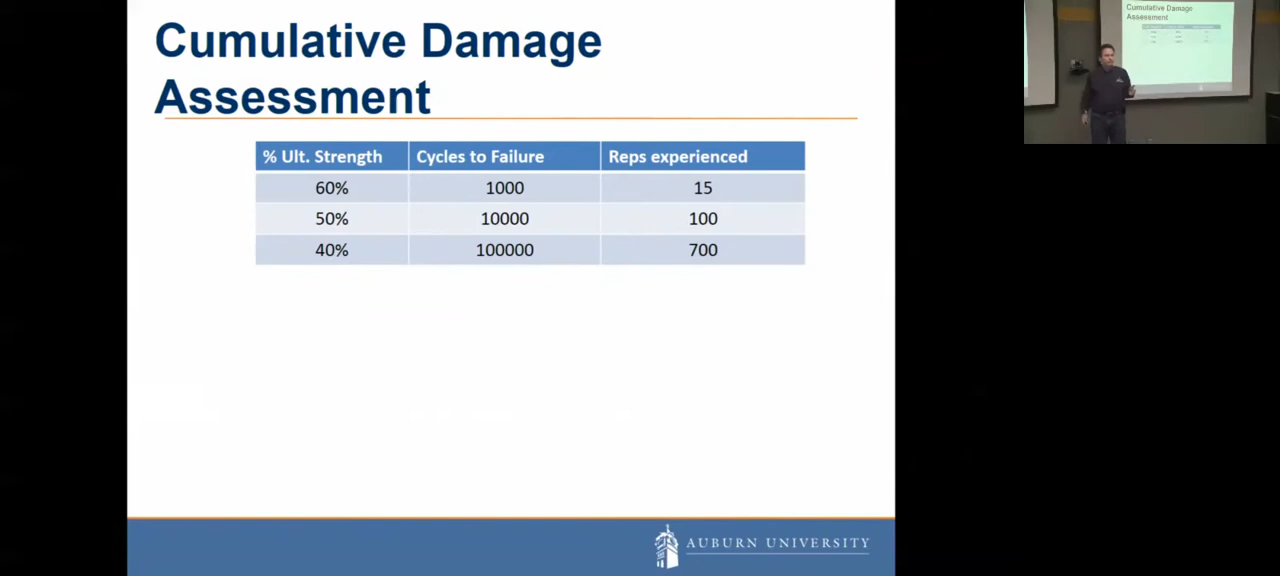 Cumulative Damage
Assessment
% Ult. Strength Cycles to Failure Reps experienced
60% 1000 15
50% 10000 100
40% 100000 700
AUBURN UNIVERSITY
Cumulative Damage
Assessment